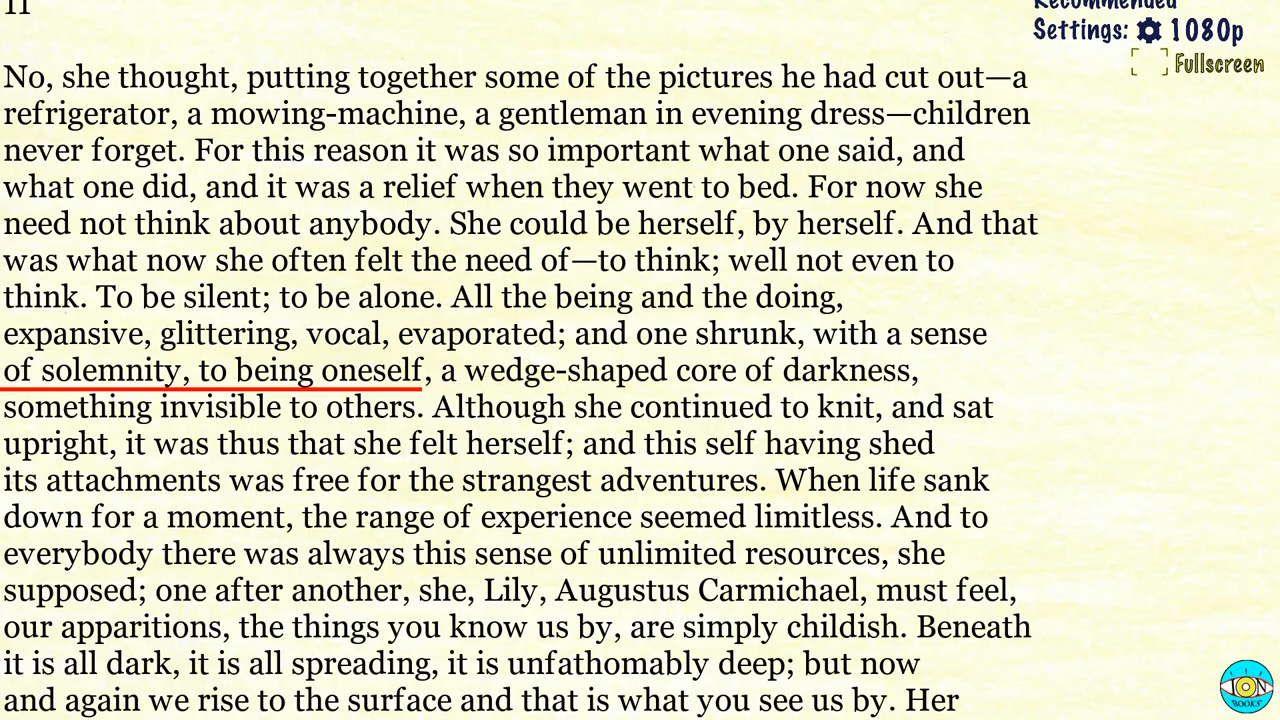 11
Recommended
Settings: 1080p
Fullscreen
No, she thought, putting together some of the pictures he had cut out—a
refrigerator, a mowing-machine, a gentleman in evening dress—children
never forget. For this reason it was so important what one said, and
what one did, and it was a relief when they went to bed. For now she
need not think about anybody. She could be herself, by herself. And that
was what now she often felt the need of—to think; well not even to
think. To be silent; to be alone. All the being and the doing,
expansive, glittering, vocal, evaporated; and one shrunk, with a sense
of solemnity, to being oneself, a wedge-shaped core of darkness,
something invisible to others. Although she continued to knit, and sat
upright, it was thus that she felt herself; and this self having shed
its attachments was free for the strangest adventures. When life sank
down for a moment, the range of experience seemed limitless. And to
everybody there was always this sense of unlimited resources, she
supposed; one after another, she, Lily, Augustus Carmichael, must feel,
our apparitions, the things you know us by, are simply childish. Beneath
it is all dark, it is all spreading, it is unfathomably deep; but now
and again we rise to the surface and that is what you see us by. Her
ION
BOOKS